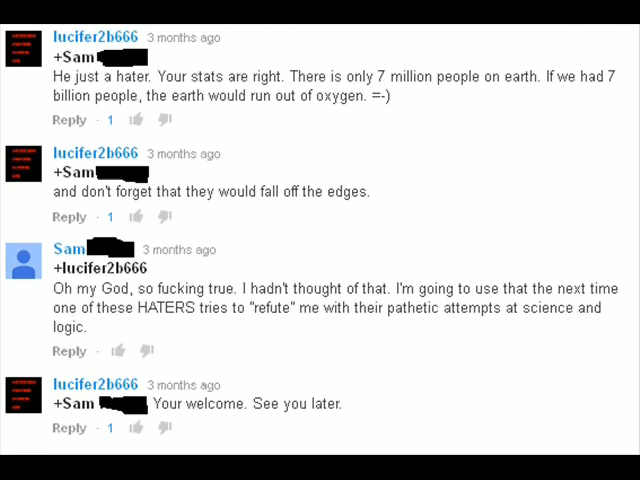 lucifer2b666 3 months ago
+Sam
He just a hater. Your stats are right. There is only 7 million people on earth. If we had 7
billion people, the earth would run out of oxygen. =-)
Reply · 1
lucifer2b666 3 months ago
+Sam
and don't forget that they would fall off the edges.
Reply · 1
Sam 3 months ago
+lucifer2b666
Oh my God, so fucking true. I hadn't thought of that. I'm going to use that the next time
one of these HATERS tries to "refute" me with their pathetic attempts at science and
logic.
Reply ·
lucifer2b666 3 months ago
+Sam Your welcome. See you later.
Reply · 1